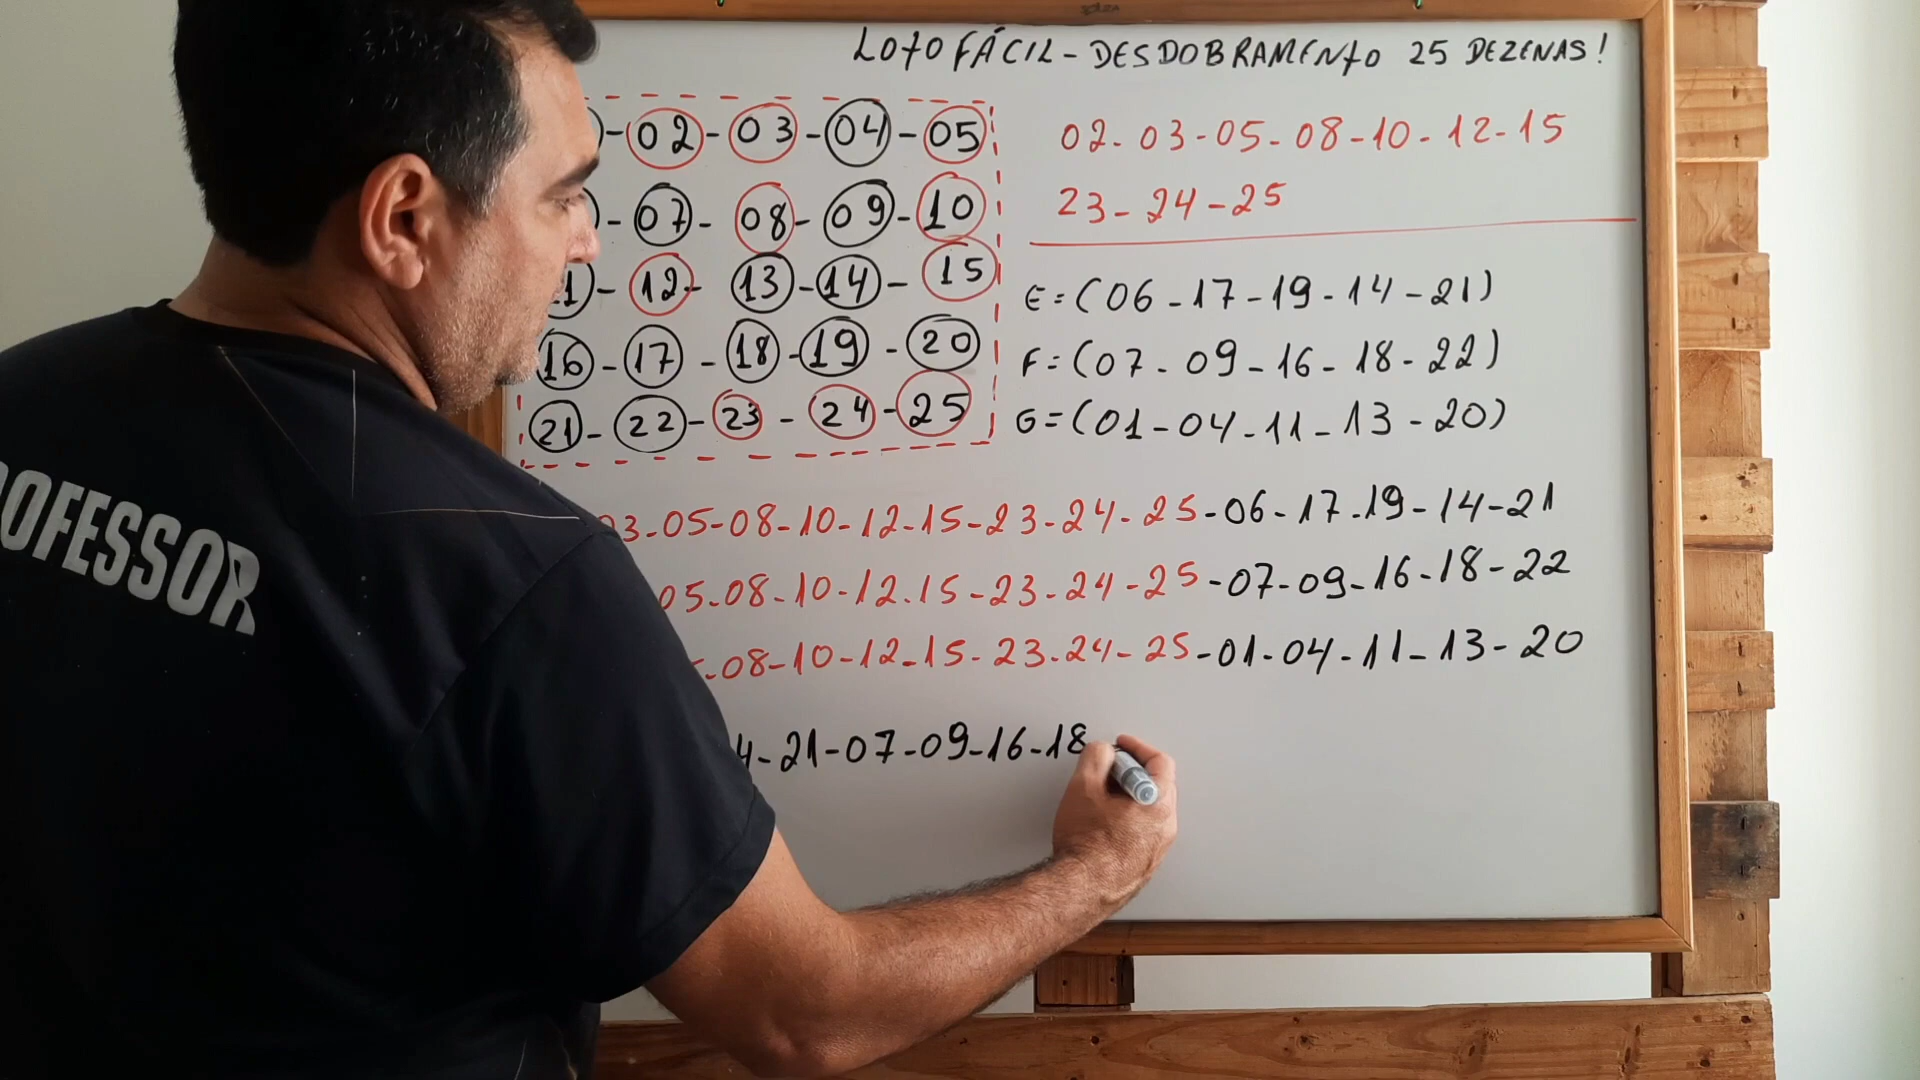 LOTOFÁCIL - DESDOBRAMENTO 25 DEZENAS!
- 02 - 03 - 04 - 05
- 07 - 08 - 09 - 10
- 12 - 13 - 14 - 15
16 - 17 - 18 - 19 - 20
21 - 22 - 23 - 24 - 25
02 - 03 - 05 - 08 - 10 - 12 - 15
23 - 24 - 25
E = (06 - 17 - 19 - 14 - 21)
F = (07 - 09 - 16 - 18 - 22)
G = (01 - 04 - 11 - 13 - 20)
03 - 05 - 08 - 10 - 12 - 15 - 23 - 24 - 25 - 06 - 17 - 19 - 14 - 21
05 - 08 - 10 - 12 - 15 - 23 - 24 - 25 - 07 - 09 - 16 - 18 - 22
- 08 - 10 - 12 - 15 - 23 - 24 - 25 - 01 - 04 - 11 - 13 - 20
4 - 21 - 07 - 09 - 16 - 18
OFESSOR